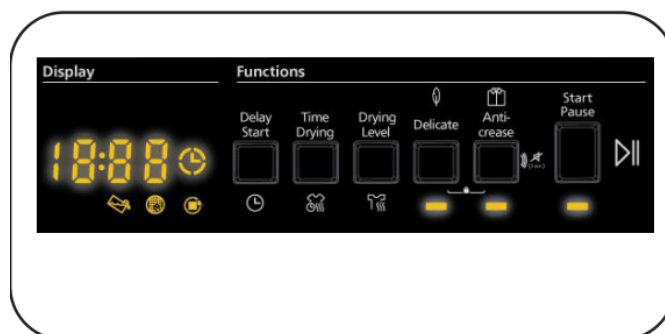 Display
Functions
Delay
Start
Time
Drying
Drying
Level
Delicate
Anti-
crease
Start
Pause
18:88